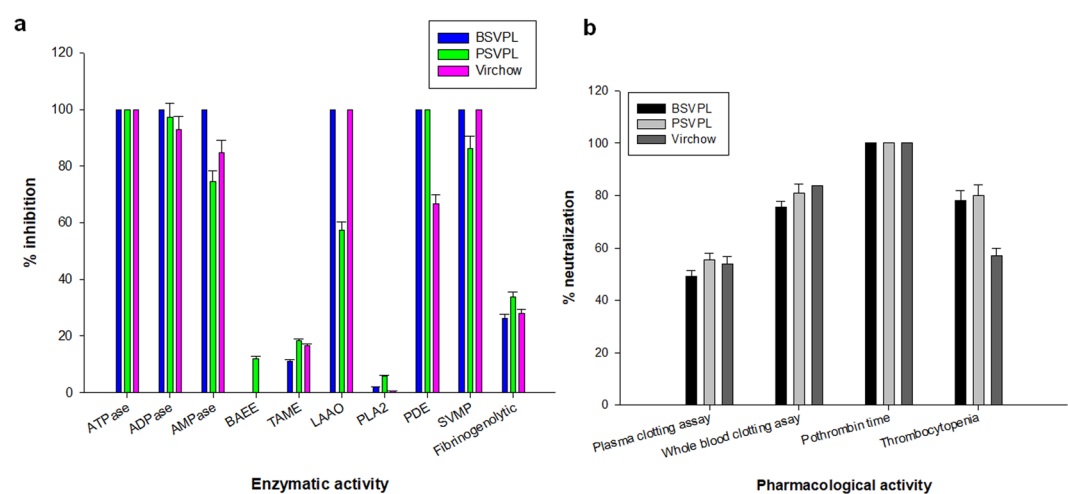 a
BSVPL
PSVPL
Virchow
120
100
80
60
40
20
0
% inhibition
ATPase
ADPase
AMPase
BAEE
TAME
LAAO
PLA2
PDE
SVMP
Fibrinogenolytic
Enzymatic activity
b
BSVPL
PSVPL
Virchow
120
100
80
60
40
20
0
% neutralization
Plasma clotting assay
Whole blood clotting asay
Pothrombin time
Thrombocytopenia
Pharmacological activity